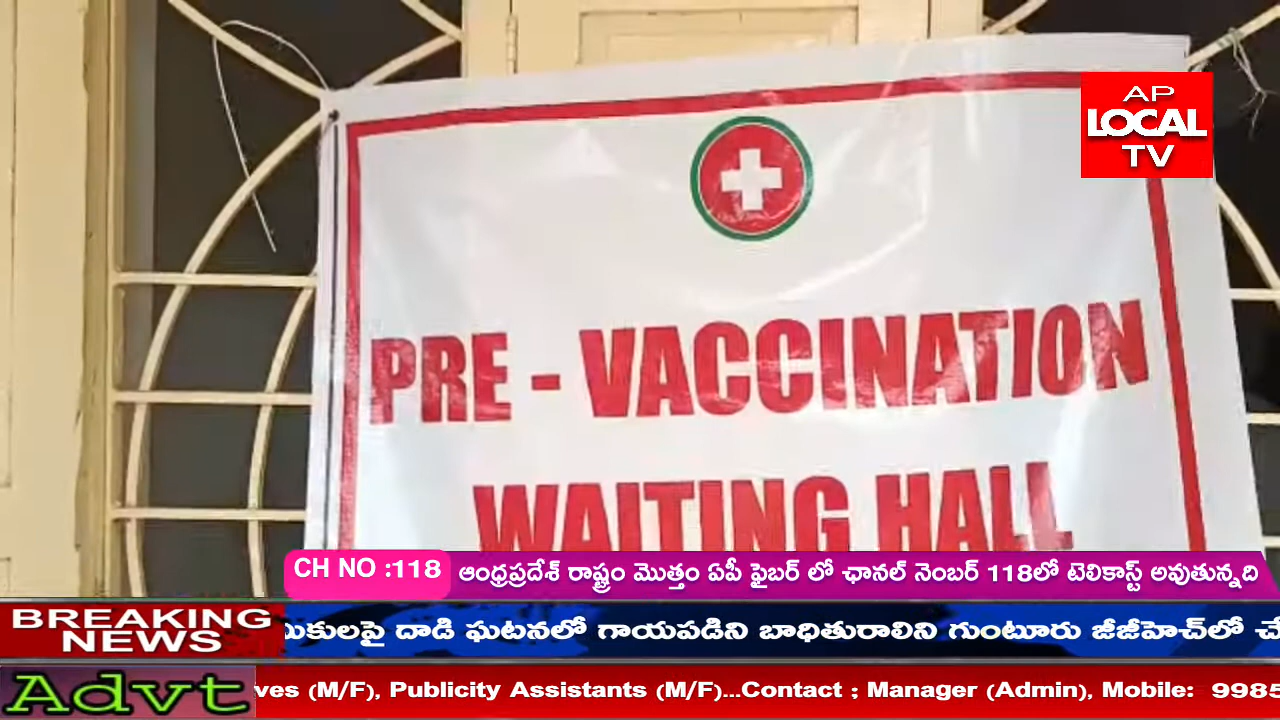 AP
LOCAL
TV
PRE - VACCINATION
WAITING HALL
CH NO :118
ఆంధ్రప్రదేశ్ రాష్ట్రం మొత్తం ఏపీ ఫైబర్ లో ఛానల్ నెంబర్ 118లో టెలికాస్ట్ అవుతున్నది
BREAKING
NEWS
మికులపై దాడి ఘటనలో గాయపడిని బాధితురాలిని గుంటూరు జీజీహెచ్‌లో చే
Advt
ves (M/F), Publicity Assistants (M/F)...Contact ; Manager (Admin), Mobile: 9985